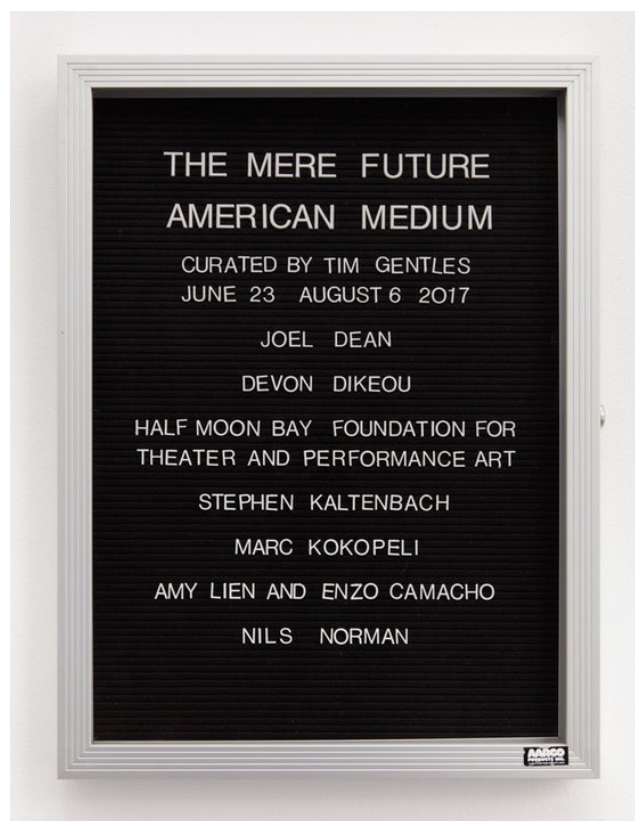 THE MERE FUTURE
AMERICAN MEDIUM
CURATED BY TIM GENTLES
JUNE 23 AUGUST 6 2017
JOEL DEAN
DEVON DIKEOU
HALF MOON BAY FOUNDATION FOR
THEATER AND PERFORMANCE ART
STEPHEN KALTENBACH
MARC KOKOPELI
AMY LIEN AND ENZO CAMACHO
NILS NORMAN
AARCO
PRODUCTS INC.